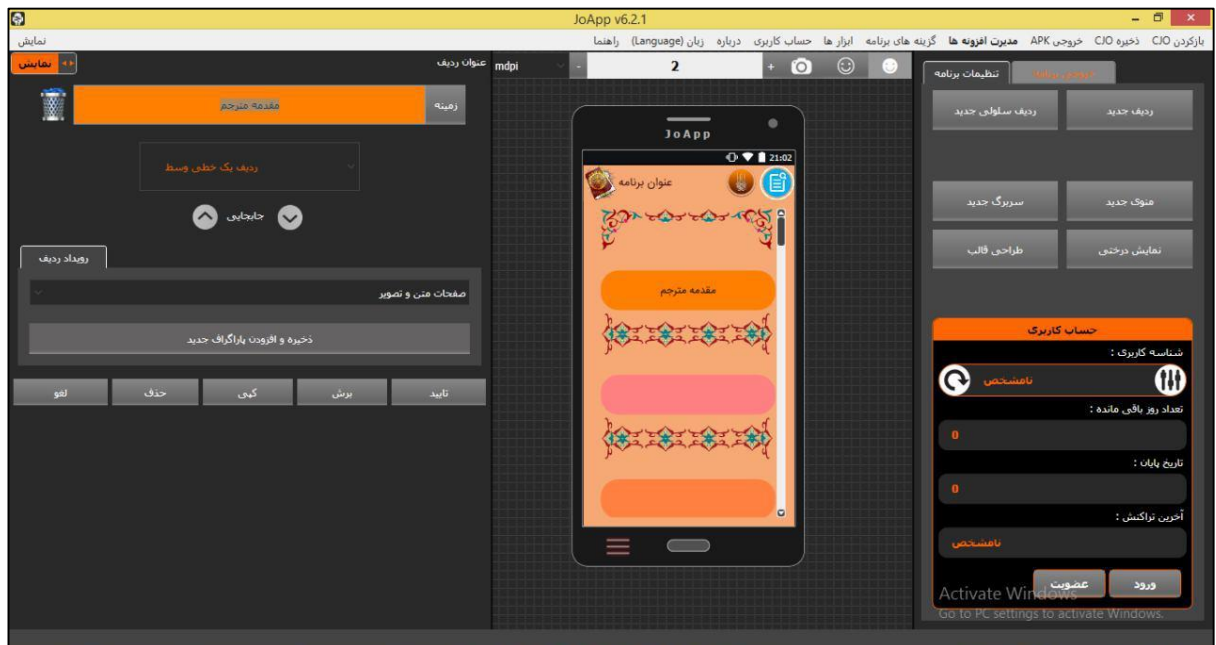 JoApp v6.2.1
بازکردن CJO ذخیره CJO خروجی APK مدیرت افزونه ها گزینه های برنامه ابزار ها حساب کاربری درباره زبان (Language) راهنما
نمایش
تنظیمات برنامه
ردیف جدید
ردیف سلولی جدید
منوی جدید
سربرگ جدید
نمایش درختی
طراحی قالب
حساب کاربری
شناسه کاربری :
نامشخص
تعداد روز باقی مانده :
0
تاریخ پایان :
0
آخرین تراکنش :
نامشخص
ورود
عضویت
Activate Windows
Go to PC settings to activate Windows.
mdpi
-
2
+
JoApp
21:02
عنوان برنامه
مقدمه مترجم
عنوان ردیف
نمایش
زمینه
مقدمه مترجم
ردیف یک خطی وسط
جابجایی
رویداد ردیف
صفحات متن و تصویر
ذخیره و افزودن پاراگراف جدید
تایید
برش
کپی
حذف
لغو